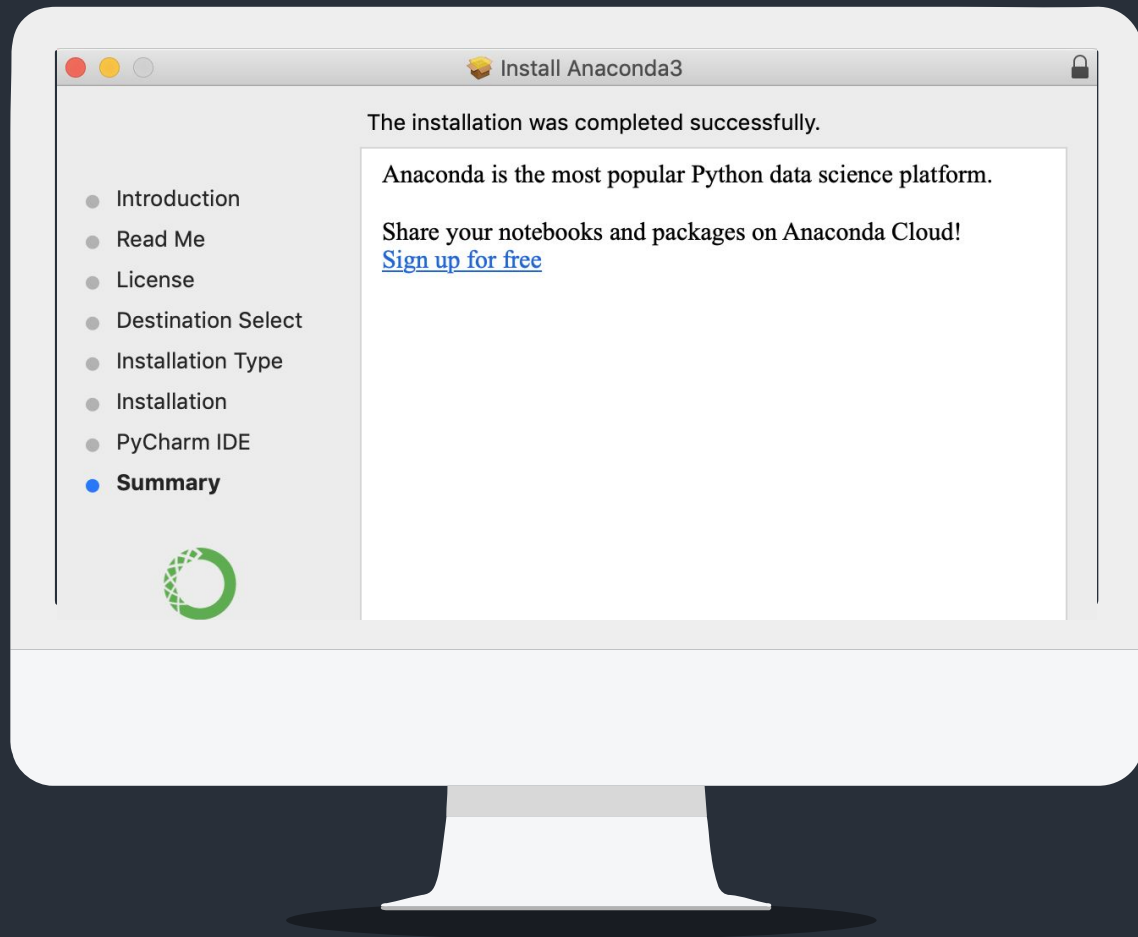 Install Anaconda3
The installation was completed successfully.
Introduction
Read Me
License
Destination Select
Installation Type
Installation
PyCharm IDE
Summary
Anaconda is the most popular Python data science platform.
Share your notebooks and packages on Anaconda Cloud!
Sign up for free